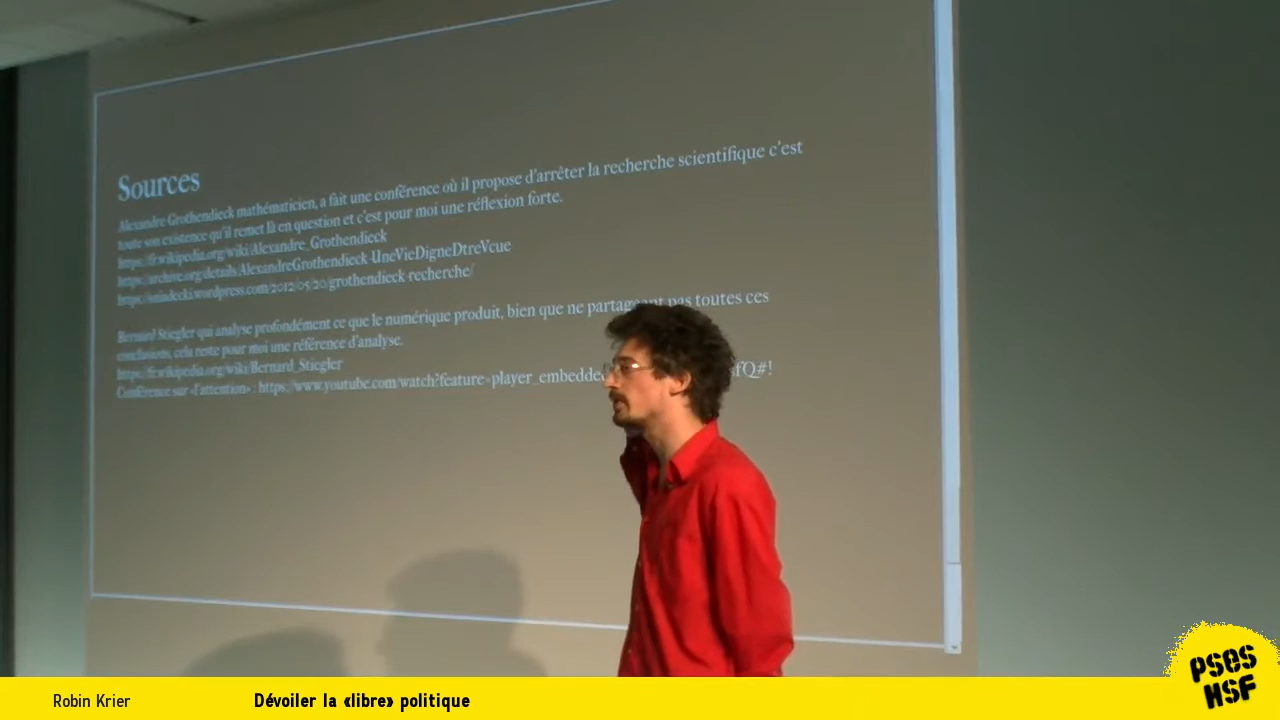 Sources
Alexandre Grothendieck mathématicien, a fait une conférence où il propose d'arrêter la recherche scientifique c'est
toute son existence qu'il remet là en question et c'est pour moi une réflexion forte.
https://fr.wikipedia.org/wiki/Alexandre_Grothendieck
https://archive.org/details/AlexandreGrothendieck-UneVieDigneDtreVcue
https://sniadecki.wordpress.com/2012/05/20/grothendieck-recherche/
Bernard Stiegler qui analyse profondément ce que le numérique produit, bien que ne partageant pas toutes ces
conclusions, cela reste pour moi une référence d'analyse.
https://fr.wikipedia.org/wiki/Bernard_Stiegler
Conférence sur «l'attention» : https://www.youtube.com/watch?feature=player_embedded fQ#!
Robin Krier Dévoiler la «libre» politique
PSES
HSF